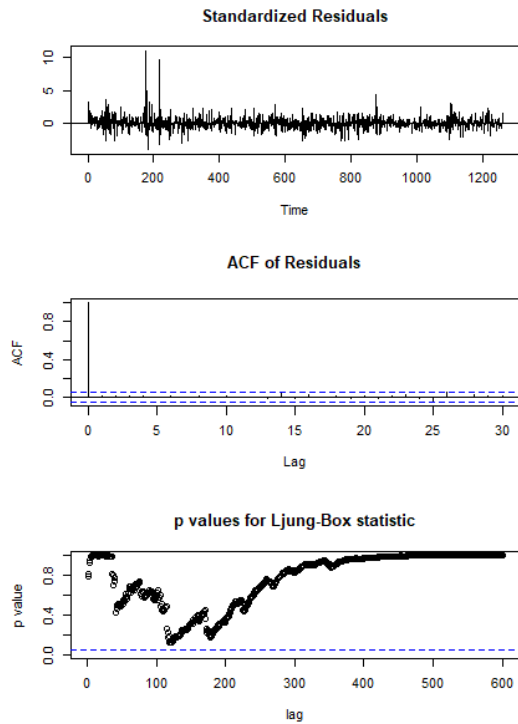 Standardized Residuals
10
5
0
0 200 400 600 800 1000 1200
Time
ACF of Residuals
ACF
0.8
0.4
0.0
0 5 10 15 20 25 30
Lag
p values for Ljung-Box statistic
p value
0.8
0.4
0.0
0 100 200 300 400 500 600
lag